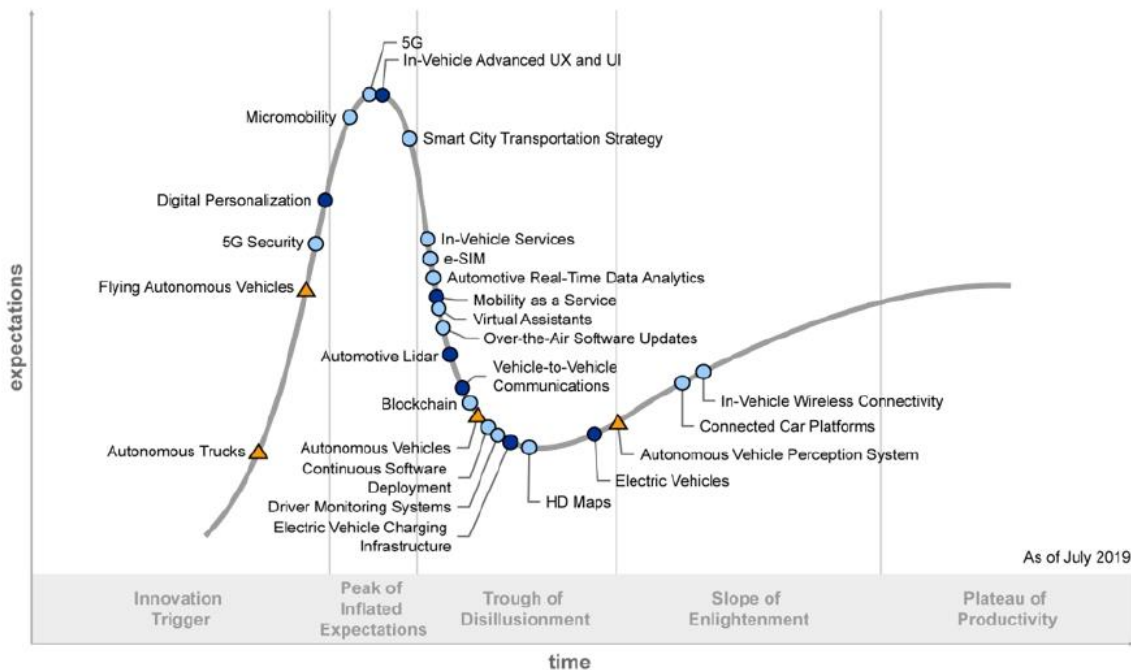 5G
In-Vehicle Advanced UX and UI
Micromobility
Smart City Transportation Strategy
Digital Personalization
5G Security
In-Vehicle Services
e-SIM
Automotive Real-Time Data Analytics
Flying Autonomous Vehicles
Mobility as a Service
Virtual Assistants
Over-the-Air Software Updates
Automotive Lidar
Vehicle-to-Vehicle
Communications
Blockchain
In-Vehicle Wireless Connectivity
Connected Car Platforms
Autonomous Trucks
Autonomous Vehicles
Autonomous Vehicle Perception System
Continuous Software
Deployment
Electric Vehicles
Driver Monitoring Systems
HD Maps
Electric Vehicle Charging
Infrastructure
expectations
As of July 2019
Innovation
Trigger
Peak of
Inflated
Expectations
Trough of
Disillusionment
Slope of
Enlightenment
Plateau of
Productivity
time